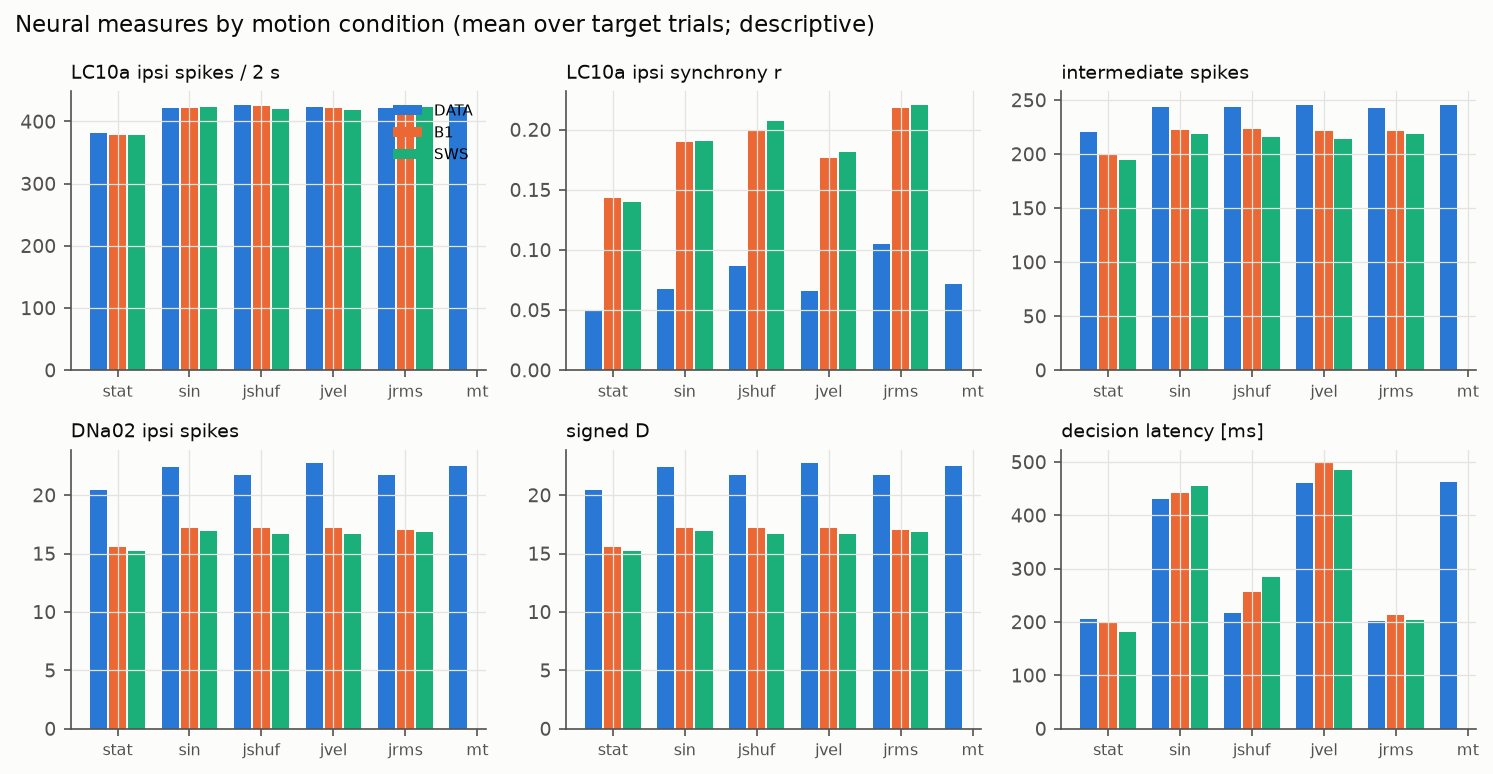 Neural measures by motion condition (mean over target trials; descriptive)
LC10a ipsi spikes / 2 s
400
300
200
100
0
stat sin jshuf jvel jrms mt
DATA
B1
SWS
LC10a ipsi synchrony r
0.20
0.15
0.10
0.05
0.00
stat sin jshuf jvel jrms mt
intermediate spikes
250
200
150
100
50
0
stat sin jshuf jvel jrms mt
DNa02 ipsi spikes
20
15
10
5
0
stat sin jshuf jvel jrms mt
signed D
20
15
10
5
0
stat sin jshuf jvel jrms mt
decision latency [ms]
500
400
300
200
100
0
stat sin jshuf jvel jrms mt